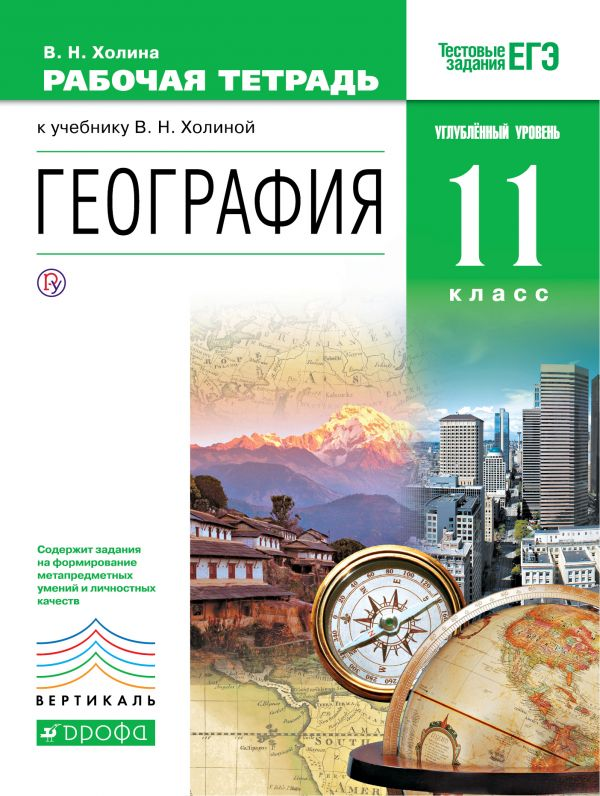 В. Н. Холина
РАБОЧАЯ ТЕТРАДЬ
Тестовые
задания ЕГЭ
к учебнику В. Н. Холиной
УГЛУБЛЁННЫЙ УРОВЕНЬ
ГЕОГРАФИЯ
11
класс
РУ
Содержит задания
на формирование
метапредметных
умений и личностных
качеств
ВЕРТИКАЛЬ
дрофа